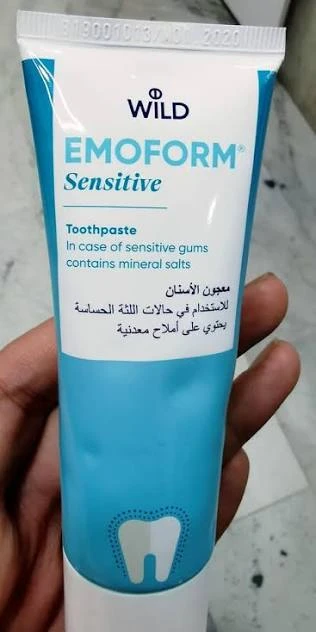 WILD
EMOFORM®
Sensitive
Toothpaste
In case of sensitive gums
contains mineral salts
معجون الأسنان
للاستخدام في حالات اللثة الحساسة
يحتوي على أملاح معدنية